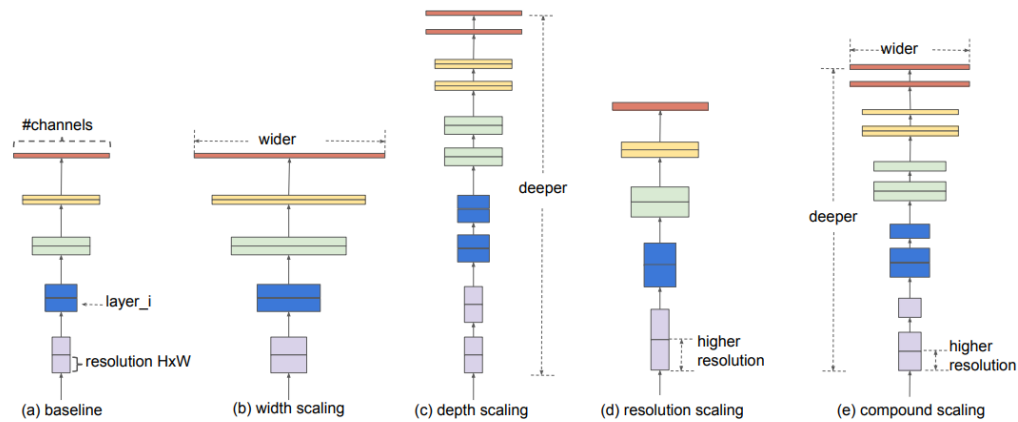 #channels
layer_i
resolution HxW
(a) baseline
wider
(b) width scaling
deeper
(c) depth scaling
higher
resolution
(d) resolution scaling
wider
deeper
higher
resolution
(e) compound scaling